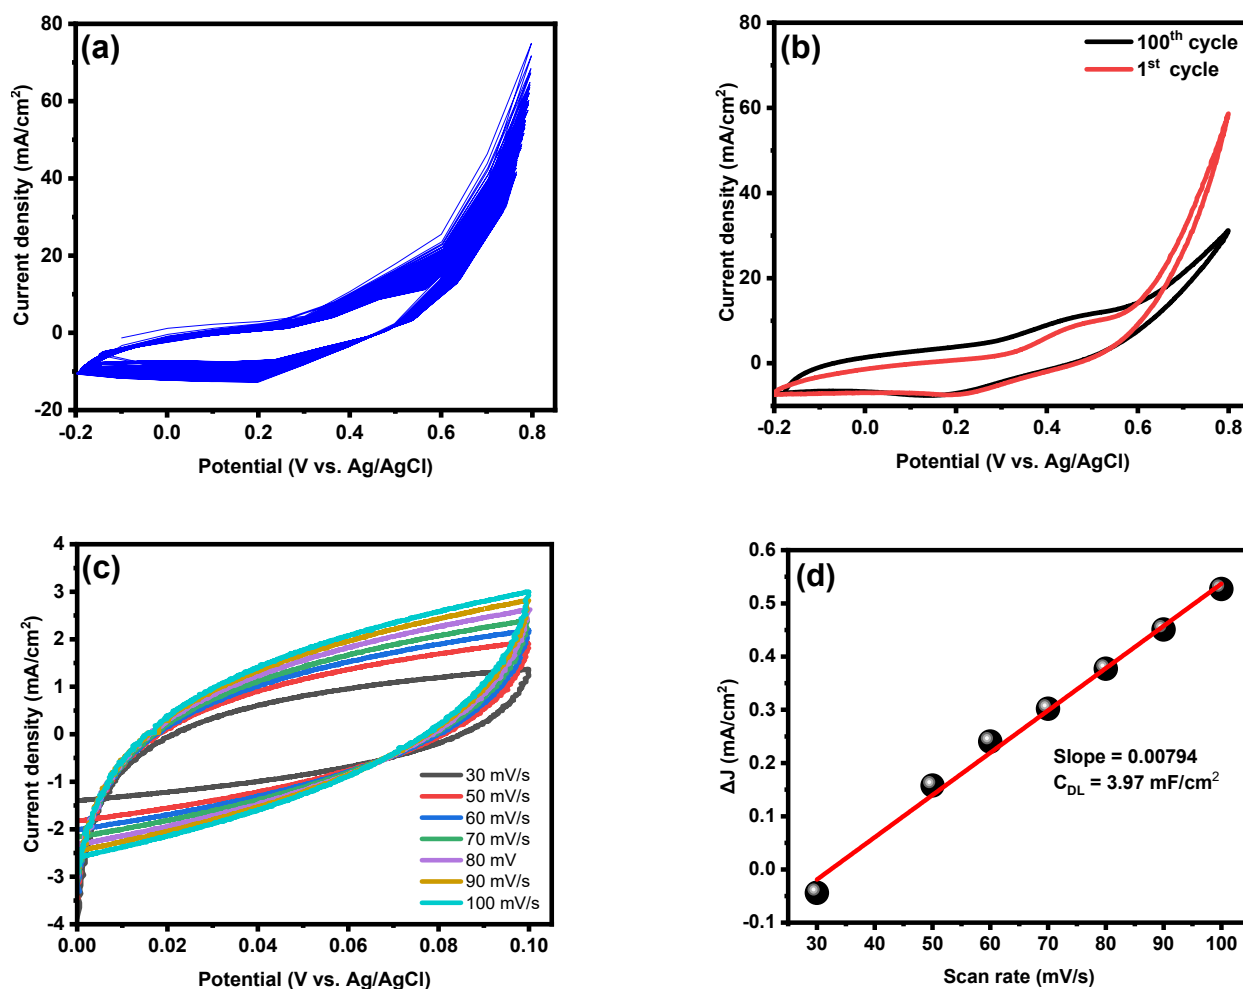 (a)
80
60
40
20
0
-20
-0.2 0.0 0.2 0.4 0.6 0.8
Current density (mA/cm²)
Potential (V vs. Ag/AgCl)
(b)
100th cycle
1st cycle
80
60
40
20
0
-0.2 0.0 0.2 0.4 0.6 0.8
Current density (mA/cm²)
Potential (V vs. Ag/AgCl)
(c)
4
3
2
1
0
-1
-2
-3
-4
30 mV/s
50 mV/s
60 mV/s
70 mV/s
80 mV
90 mV/s
100 mV/s
0.00 0.02 0.04 0.06 0.08 0.10
Current density (mA/cm²)
Potential (V vs. Ag/AgCl)
(d)
0.6
0.5
0.4
0.3
0.2
0.0
-0.1
Slope = 0.00794
CDL = 3.97 mF/cm²
30 40 50 60 70 80 90 100
ΔJ (mA/cm²)
Scan rate (mV/s)